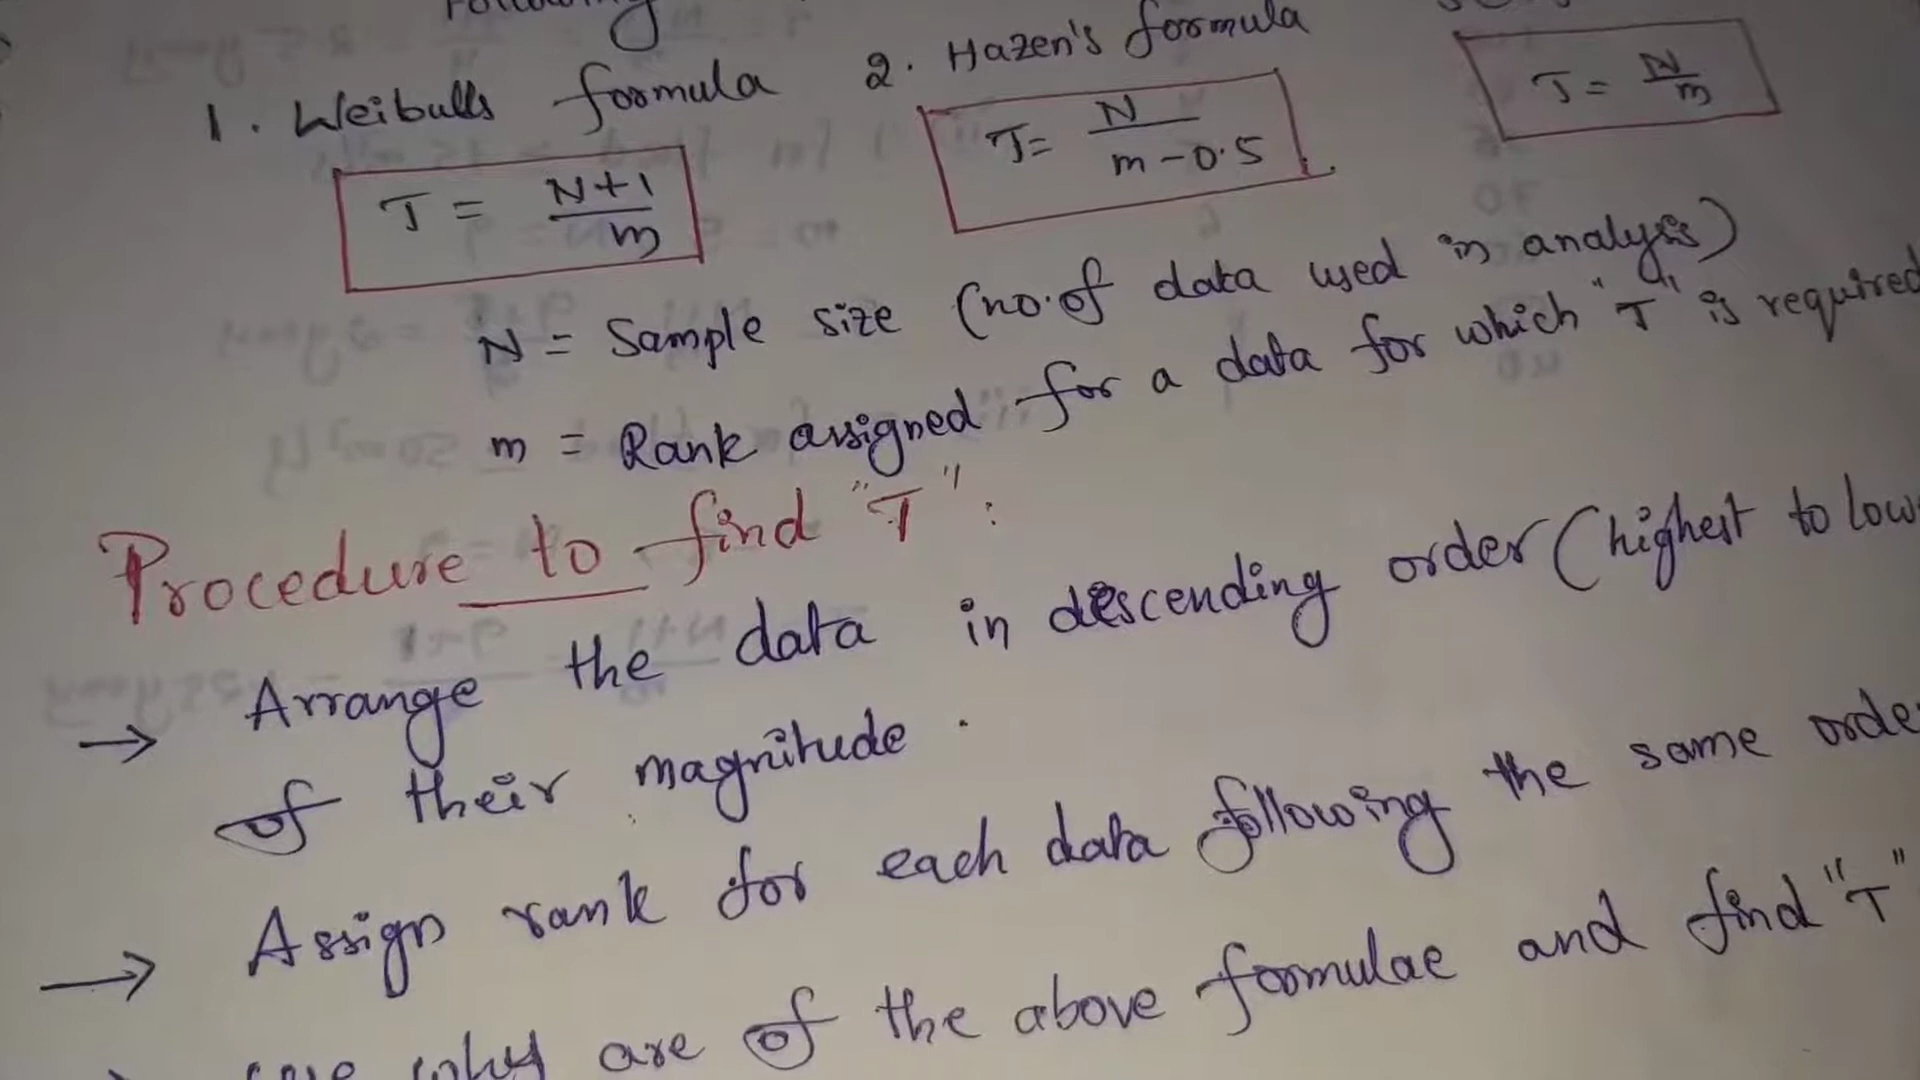 Following
1. Weibulls formula 2. Hazen's formula
T = N+1 / m
T = N / m - 0.5
T = N / m
N = Sample size (no. of data used in analysis)
m = Rank assigned for a data for which "T" is required
Procedure to find "T" :
→ Arrange the data in descending order (highest to low
of their magnitude.
→ Assign rank for each data following the same orde
are of the above formulae and find "T"